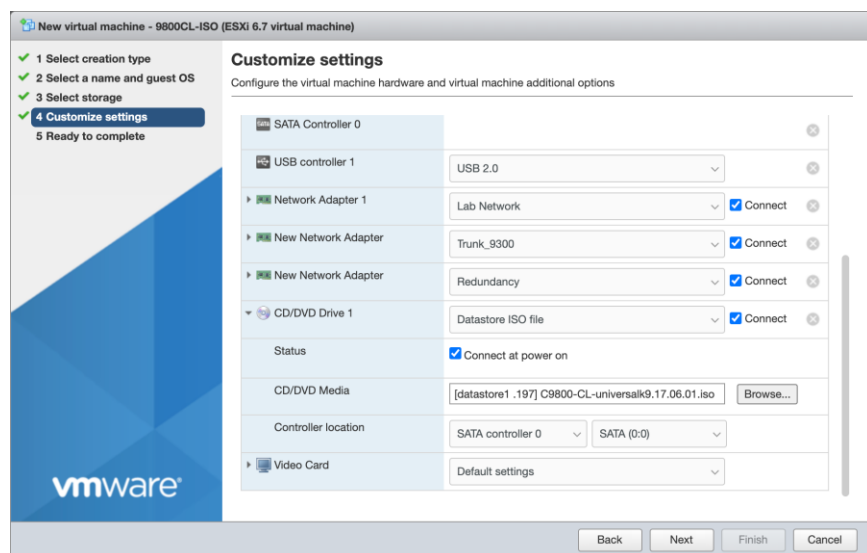 New virtual machine - 9800CL-ISO (ESXi 6.7 virtual machine)
1 Select creation type
2 Select a name and guest OS
3 Select storage
4 Customize settings
5 Ready to complete
Customize settings
Configure the virtual machine hardware and virtual machine additional options
SATA Controller 0
USB controller 1 USB 2.0
Network Adapter 1 Lab Network Connect
New Network Adapter Trunk_9300 Connect
New Network Adapter Redundancy Connect
CD/DVD Drive 1 Datastore ISO file Connect
Status Connect at power on
CD/DVD Media [datastore1 .197] C9800-CL-universalk9.17.06.01.iso Browse...
Controller location SATA controller 0 SATA (0:0)
Video Card Default settings
vmware®
Back Next Finish Cancel